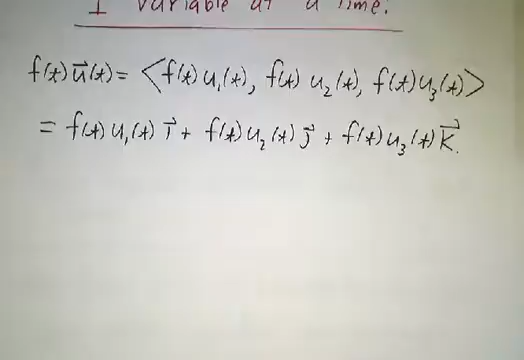 1 variable at a time.
f(t) u⃗(t) = ⟨f(t) u₁(t), f(t) u₂(t), f(t) u₃(t)⟩
= f(t) u₁(t) i⃗ + f(t) u₂(t) j⃗ + f(t) u₃(t) k⃗.